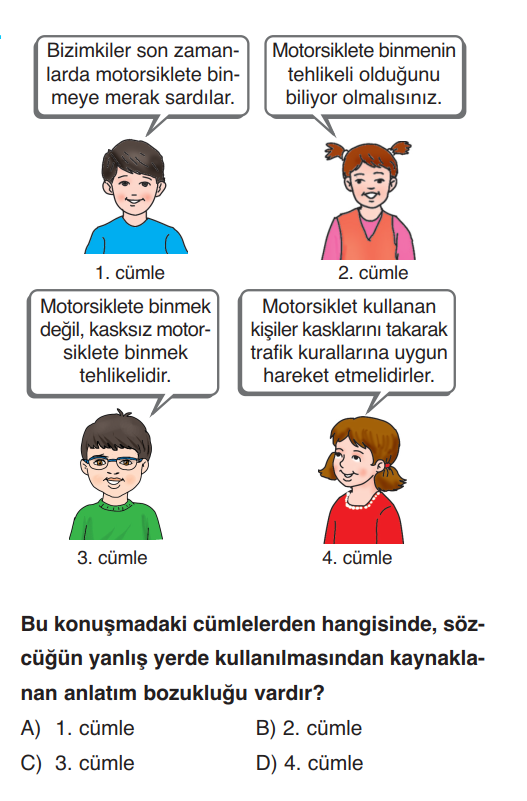 Bizimkiler son zaman-
larda motorsiklete bin-
meye merak sardılar.
Motorsiklete binmenin
tehlikeli olduğunu
biliyor olmalısınız.
1. cümle
2. cümle
Motorsiklete binmek
değil, kasksız motor-
siklete binmek
tehlikelidir.
Motorsiklet kullanan
kişiler kasklarını takarak
trafik kurallarına uygun
hareket etmelidirler.
3. cümle
4. cümle
Bu konuşmadaki cümlelerden hangisinde, söz-
cüğün yanlış yerde kullanılmasından kaynakla-
nan anlatım bozukluğu vardır?
A) 1. cümle
B) 2. cümle
C) 3. cümle
D) 4. cümle